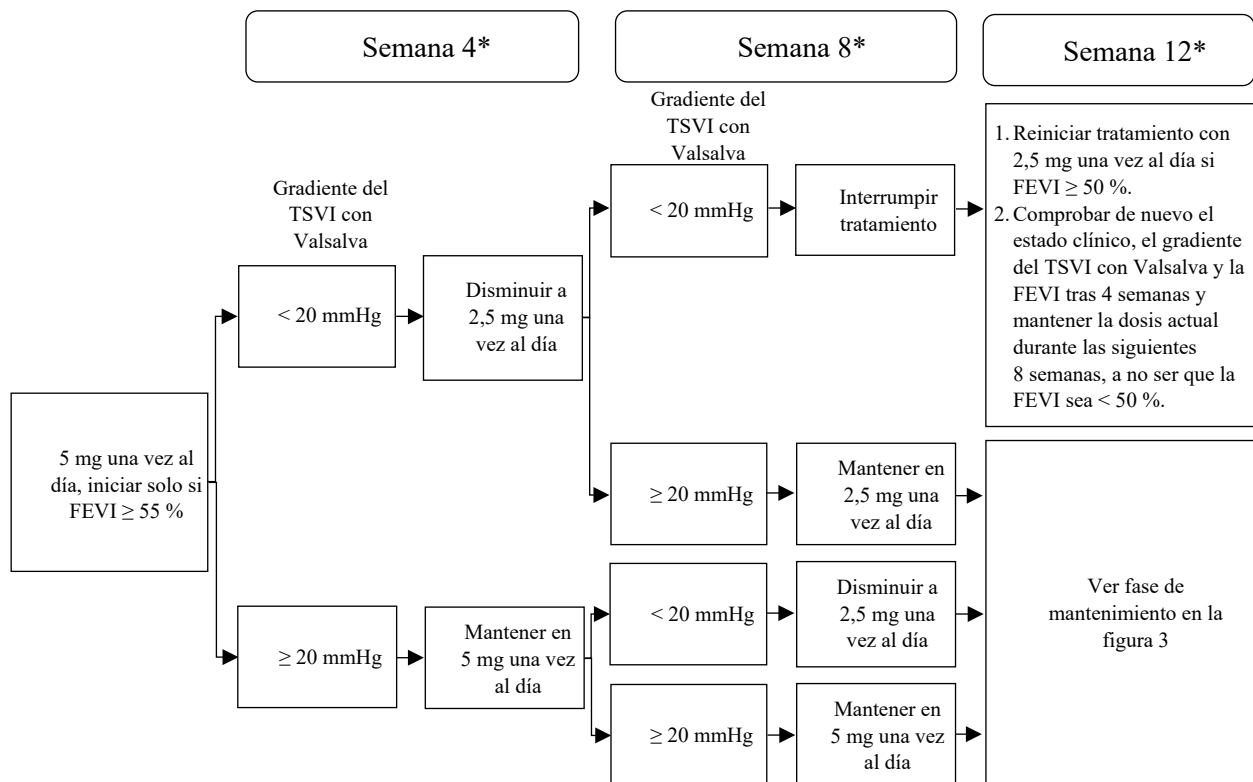 Semana 4*
Semana 8*
Semana 12*
Gradiente del
TSVI con
Valsalva
< 20 mmHg
Interrumpir
tratamiento
1. Reiniciar tratamiento con
2,5 mg una vez al día si
FEVI ≥ 50 %.
2. Comprobar de nuevo el
estado clínico, el gradiente
del TSVI con Valsalva y la
FEVI tras 4 semanas y
mantener la dosis actual
durante las siguientes
8 semanas, a no ser que la
FEVI sea < 50 %.
Gradiente del
TSVI con
Valsalva
< 20 mmHg
Disminuir a
2,5 mg una
vez al día
5 mg una vez al
día, iniciar solo si
FEVI ≥ 55 %
≥ 20 mmHg
Mantener en
2,5 mg una
vez al día
≥ 20 mmHg
Mantener en
5 mg una vez
al día
< 20 mmHg
Disminuir a
2,5 mg una
vez al día
Ver fase de
mantenimiento en la
figura 3
≥ 20 mmHg
Mantener en
5 mg una vez
al día